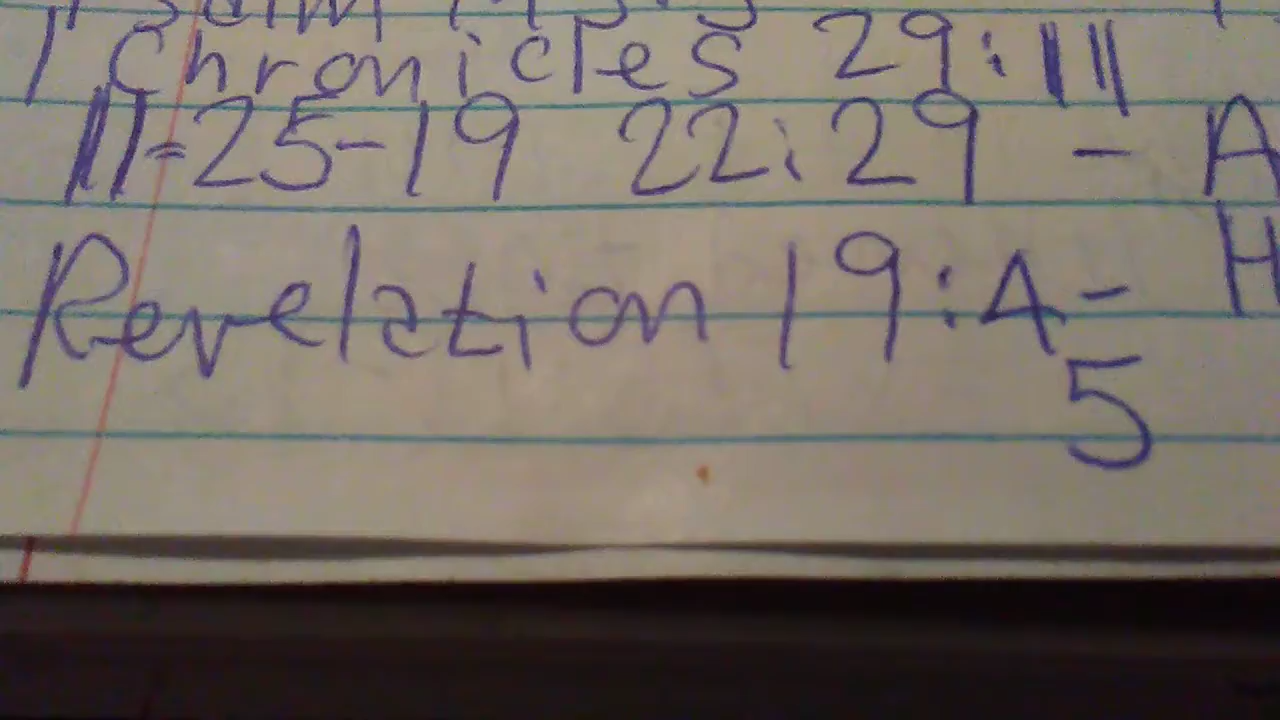 1 Chronicles 29:11
11-25-19 22:29 - A
Revelation 19:4- H
5